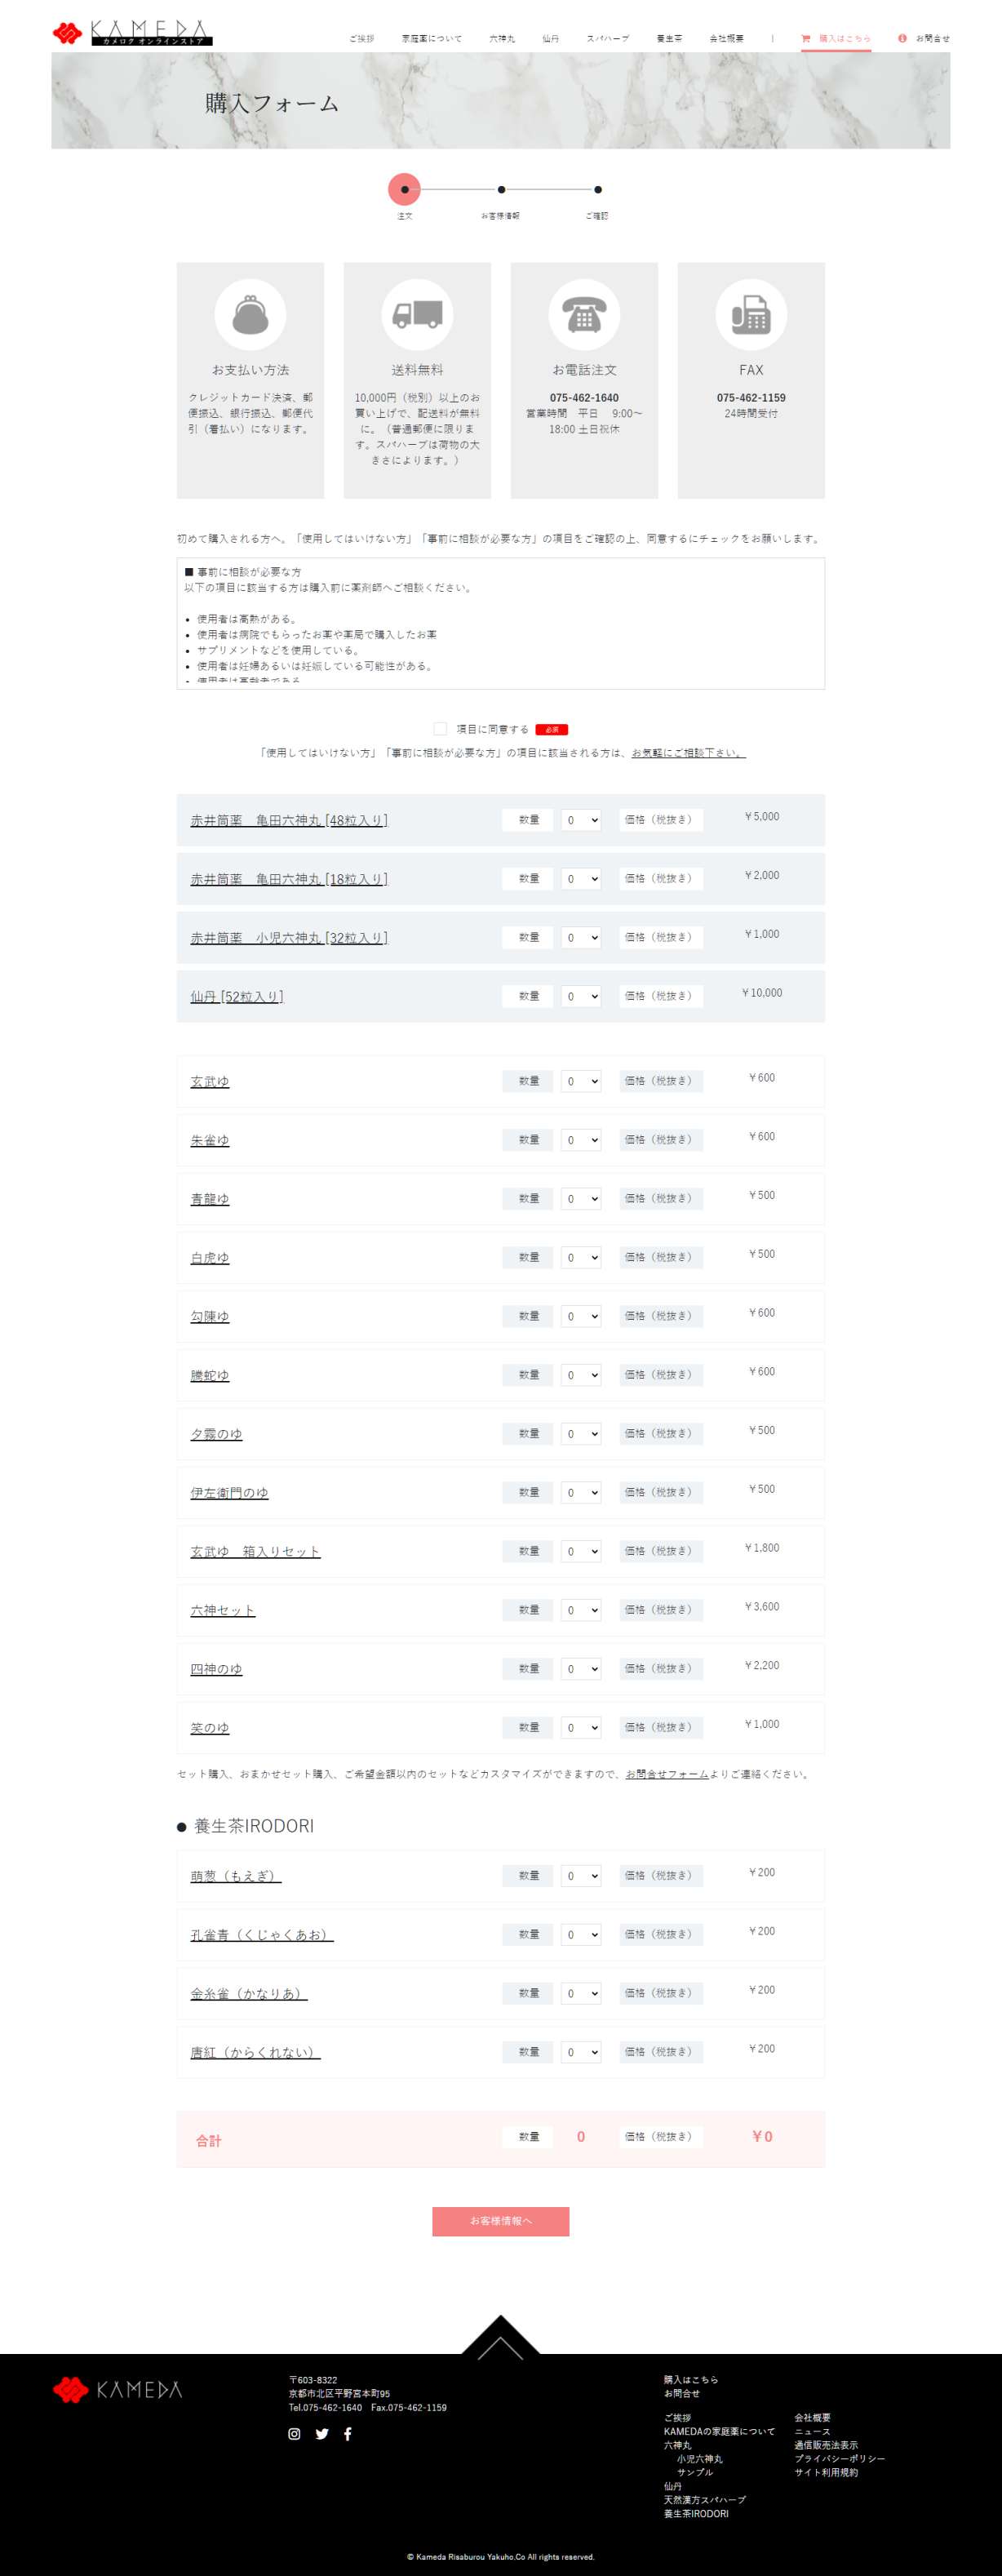 KAMEDA
カメロク オンラインストア
ご挨拶 家庭薬について 六神丸 仙丹 スパハーブ 養生茶 会社概要 | 購入はこちら お問合せ
購入フォーム
注文 お客様情報 ご確認
お支払い方法
クレジットカード決済、郵
便振込、銀行振込、郵便代
引（着払い）になります。
送料無料
10,000円（税別）以上のお
買い上げで、配送料が無料
に。（普通郵便に限りま
す。スパハーブは荷物の大
きさによります。）
お電話注文
075-462-1640
営業時間　平日　9:00～
18:00 土日祝休
FAX
075-462-1159
24時間受付
初めて購入される方へ。「使用してはいけない方」「事前に相談が必要な方」の項目をご確認の上、同意するにチェックをお願いします。
■ 事前に相談が必要な方
以下の項目に該当する方は購入前に薬剤師へご相談ください。
• 使用者は高熱がある。
• 使用者は病院でもらったお薬や薬局で購入したお薬
• サプリメントなどを使用している。
• 使用者は妊婦あるいは妊娠している可能性がある。
• 使用者は高齢者である
項目に同意する 必須
「使用してはいけない方」「事前に相談が必要な方」の項目に該当される方は、お気軽にご相談下さい。
赤井筒薬　亀田六神丸 [48粒入り] 数量 0 価格（税抜き） ￥5,000
赤井筒薬　亀田六神丸 [18粒入り] 数量 0 価格（税抜き） ￥2,000
赤井筒薬　小児六神丸 [32粒入り] 数量 0 価格（税抜き） ￥1,000
仙丹 [52粒入り] 数量 0 価格（税抜き） ￥10,000
玄武ゆ 数量 0 価格（税抜き） ￥600
朱雀ゆ 数量 0 価格（税抜き） ￥600
青龍ゆ 数量 0 価格（税抜き） ￥500
白虎ゆ 数量 0 価格（税抜き） ￥500
勾陳ゆ 数量 0 価格（税抜き） ￥600
騰蛇ゆ 数量 0 価格（税抜き） ￥600
夕霧のゆ 数量 0 価格（税抜き） ￥500
伊左衛門のゆ 数量 0 価格（税抜き） ￥500
玄武ゆ　箱入りセット 数量 0 価格（税抜き） ￥1,800
六神セット 数量 0 価格（税抜き） ￥3,600
四神のゆ 数量 0 価格（税抜き） ￥2,200
笑のゆ 数量 0 価格（税抜き） ￥1,000
セット購入、おまかせセット購入、ご希望金額以内のセットなどカスタマイズができますので、お問合せフォームよりご連絡ください。
● 養生茶IRODORI
萌葱（もえぎ） 数量 0 価格（税抜き） ￥200
孔雀青（くじゃくあお） 数量 0 価格（税抜き） ￥200
金糸雀（かなりあ） 数量 0 価格（税抜き） ￥200
唐紅（からくれない） 数量 0 価格（税抜き） ￥200
合計 数量 0 価格（税抜き） ￥0
お客様情報へ
KAMEDA
〒603-8322
京都市北区平野宮本町95
Tel.075-462-1640　Fax.075-462-1159
購入はこちら
お問合せ
ご挨拶
KAMEDAの家庭薬について
六神丸
小児六神丸
サンプル
仙丹
天然漢方スパハーブ
養生茶IRODORI
会社概要
ニュース
通信販売法表示
プライバシーポリシー
サイト利用規約
© Kameda Risaburou Yakuho.Co All rights reserved.